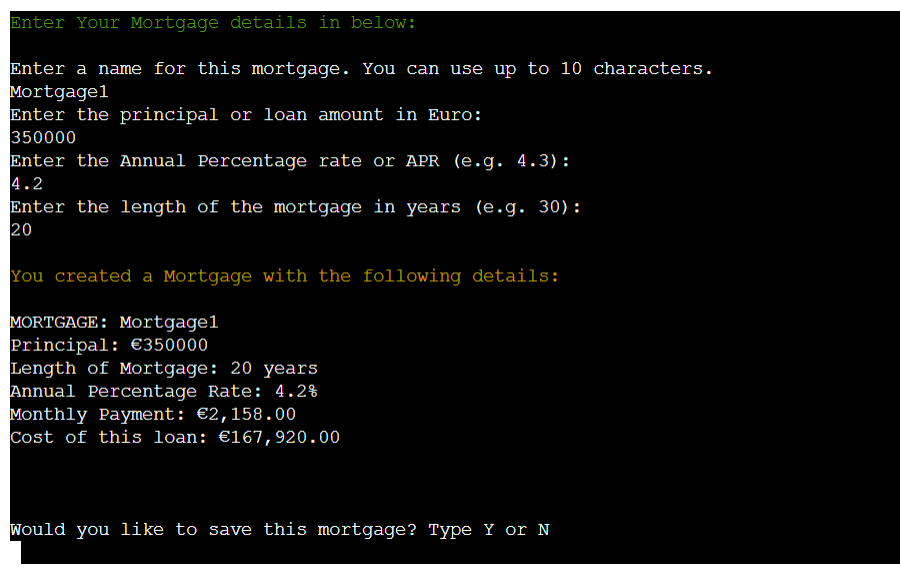 Enter Your Mortgage details in below:
Enter a name for this mortgage. You can use up to 10 characters.
Mortgage1
Enter the principal or loan amount in Euro:
350000
Enter the Annual Percentage rate or APR (e.g. 4.3):
4.2
Enter the length of the mortgage in years (e.g. 30):
20
You created a Mortgage with the following details:
MORTGAGE: Mortgage1
Principal: €350000
Length of Mortgage: 20 years
Annual Percentage Rate: 4.2%
Monthly Payment: €2,158.00
Cost of this loan: €167,920.00
Would you like to save this mortgage? Type Y or N